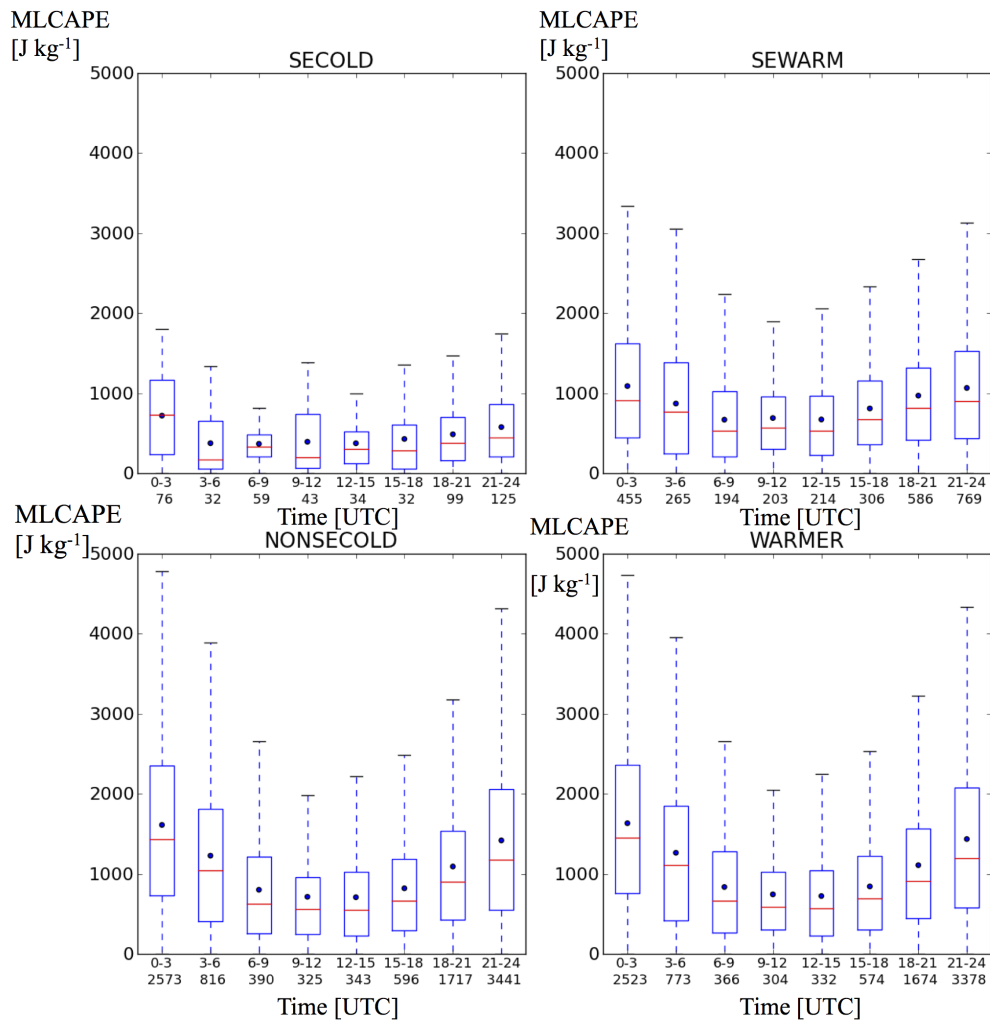 MLCAPE
[J kg-1]
SECOLD
5000
4000
3000
2000
1000
0
0-3 3-6 6-9 9-12 12-15 15-18 18-21 21-24
76 32 59 43 34 32 99 125
Time [UTC]
MLCAPE
[J kg-1]
SEWARM
5000
4000
3000
2000
1000
0
0-3 3-6 6-9 9-12 12-15 15-18 18-21 21-24
455 265 194 203 214 306 586 769
Time [UTC]
MLCAPE
[J kg-1]
NONSECOLD
5000
4000
3000
2000
1000
0
0-3 3-6 6-9 9-12 12-15 15-18 18-21 21-24
2573 816 390 325 343 596 1717 3441
Time [UTC]
MLCAPE
[J kg-1]
WARMER
5000
4000
3000
2000
1000
0
0-3 3-6 6-9 9-12 12-15 15-18 18-21 21-24
2523 773 366 304 332 574 1674 3378
Time [UTC]